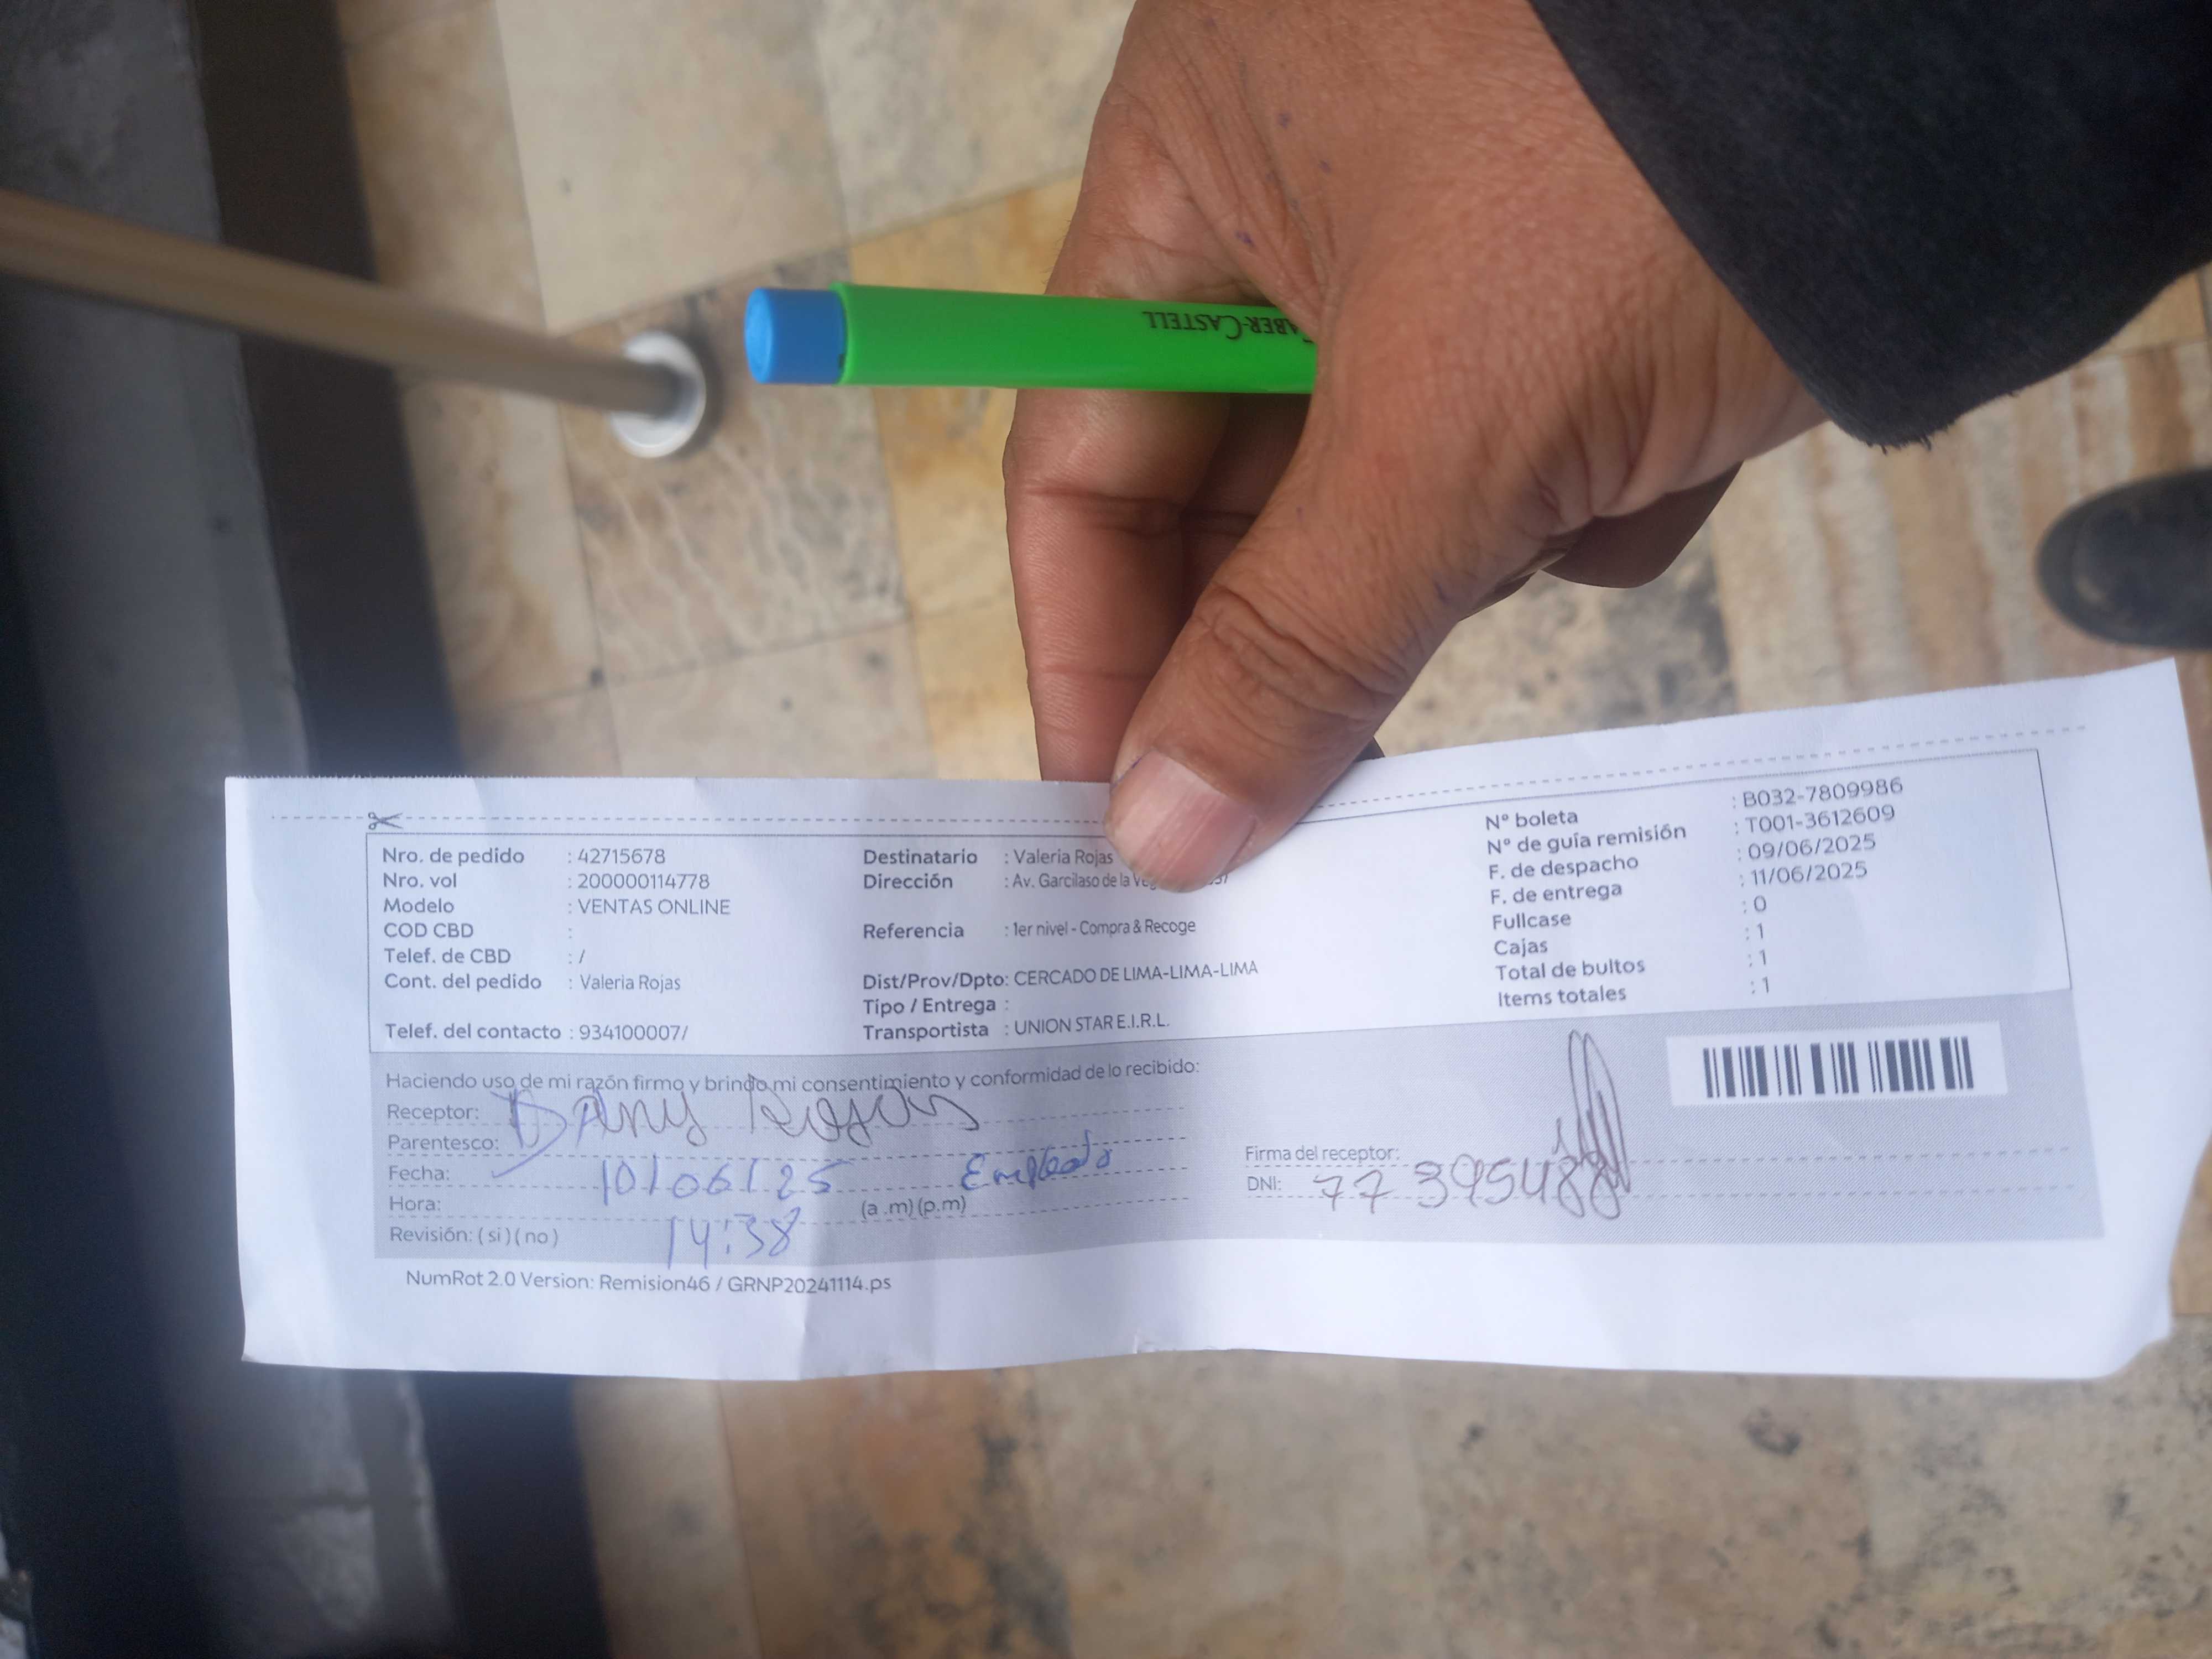 FABER-CASTELL
Nro. de pedido : 42715678
Nro. vol : 200000114778
Modelo : VENTAS ONLINE
COD CBD :
Telef. de CBD : /
Cont. del pedido : Valeria Rojas
Telef. del contacto : 934100007/
Destinatario : Valeria Rojas
Dirección : Av. Garcilaso de la
Referencia : 1er nivel - Compra & Recoge
Dist/Prov/Dpto: CERCADO DE LIMA-LIMA-LIMA
Tipo / Entrega :
Transportista : UNION STAR E.I.R.L.
N° boleta : B032-7809986
N° de guía remisión : T001-3612609
F. de despacho : 09/06/2025
F. de entrega : 11/06/2025
Fullcase : 0
Cajas : 1
Total de bultos : 1
Items totales : 1
Haciendo uso de mi razón firmo y brindo mi consentimiento y conformidad de lo recibido:
Receptor: Dany Rojas
Parentesco: Empleado
Fecha: 10/06/25
Hora: 14:38 (a .m) (p.m)
Revisión: ( si ) ( no )
Firma del receptor:
DNI: 77395488
NumRot 2.0 Version: Remision46 / GRNP20241114.ps